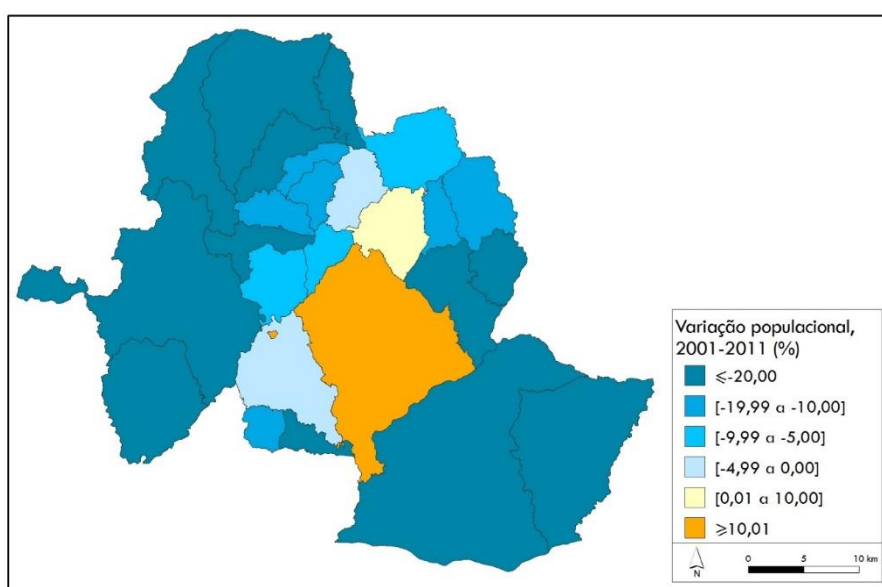 Variação populacional,
2001-2011 (%)
≤-20,00
[-19,99 a -10,00]
[-9,99 a -5,00]
[-4,99 a 0,00]
[0,01 a 10,00]
≥10,01
N
0 5 10 km